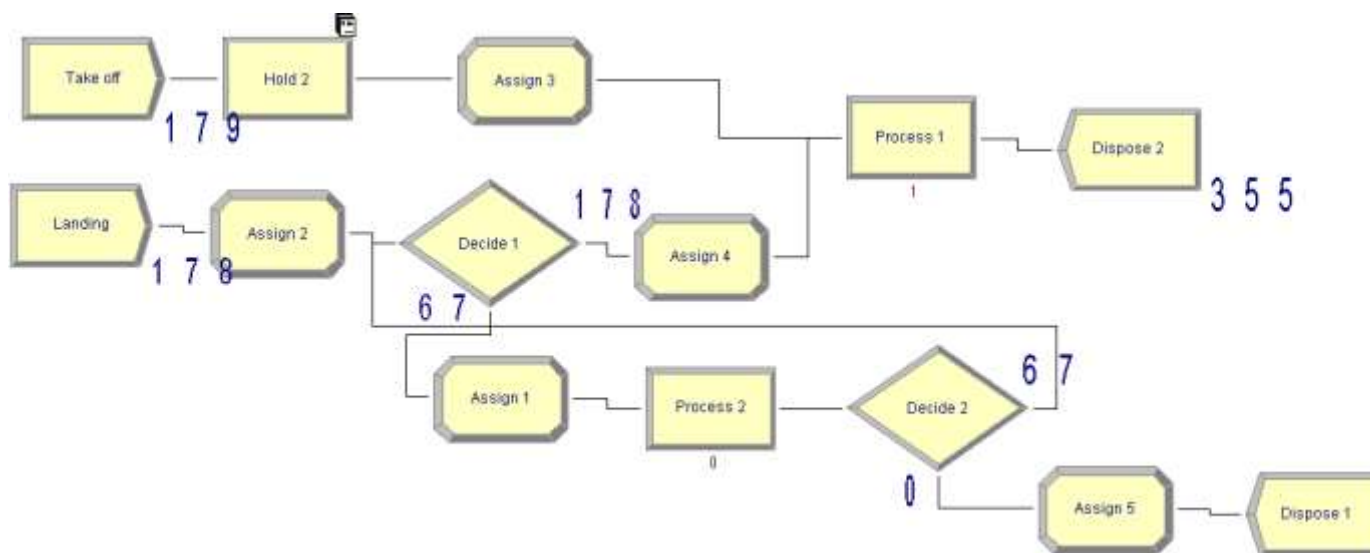 Take off
Hold 2
Assign 3
1 7 9
Process 1
1
Dispose 2
3 5 5
Landing
1 7 8
Assign 2
Decide 1
1 7 8
6 7
Assign 4
Assign 1
Process 2
0
Decide 2
6 7
0
Assign 5
Dispose 1